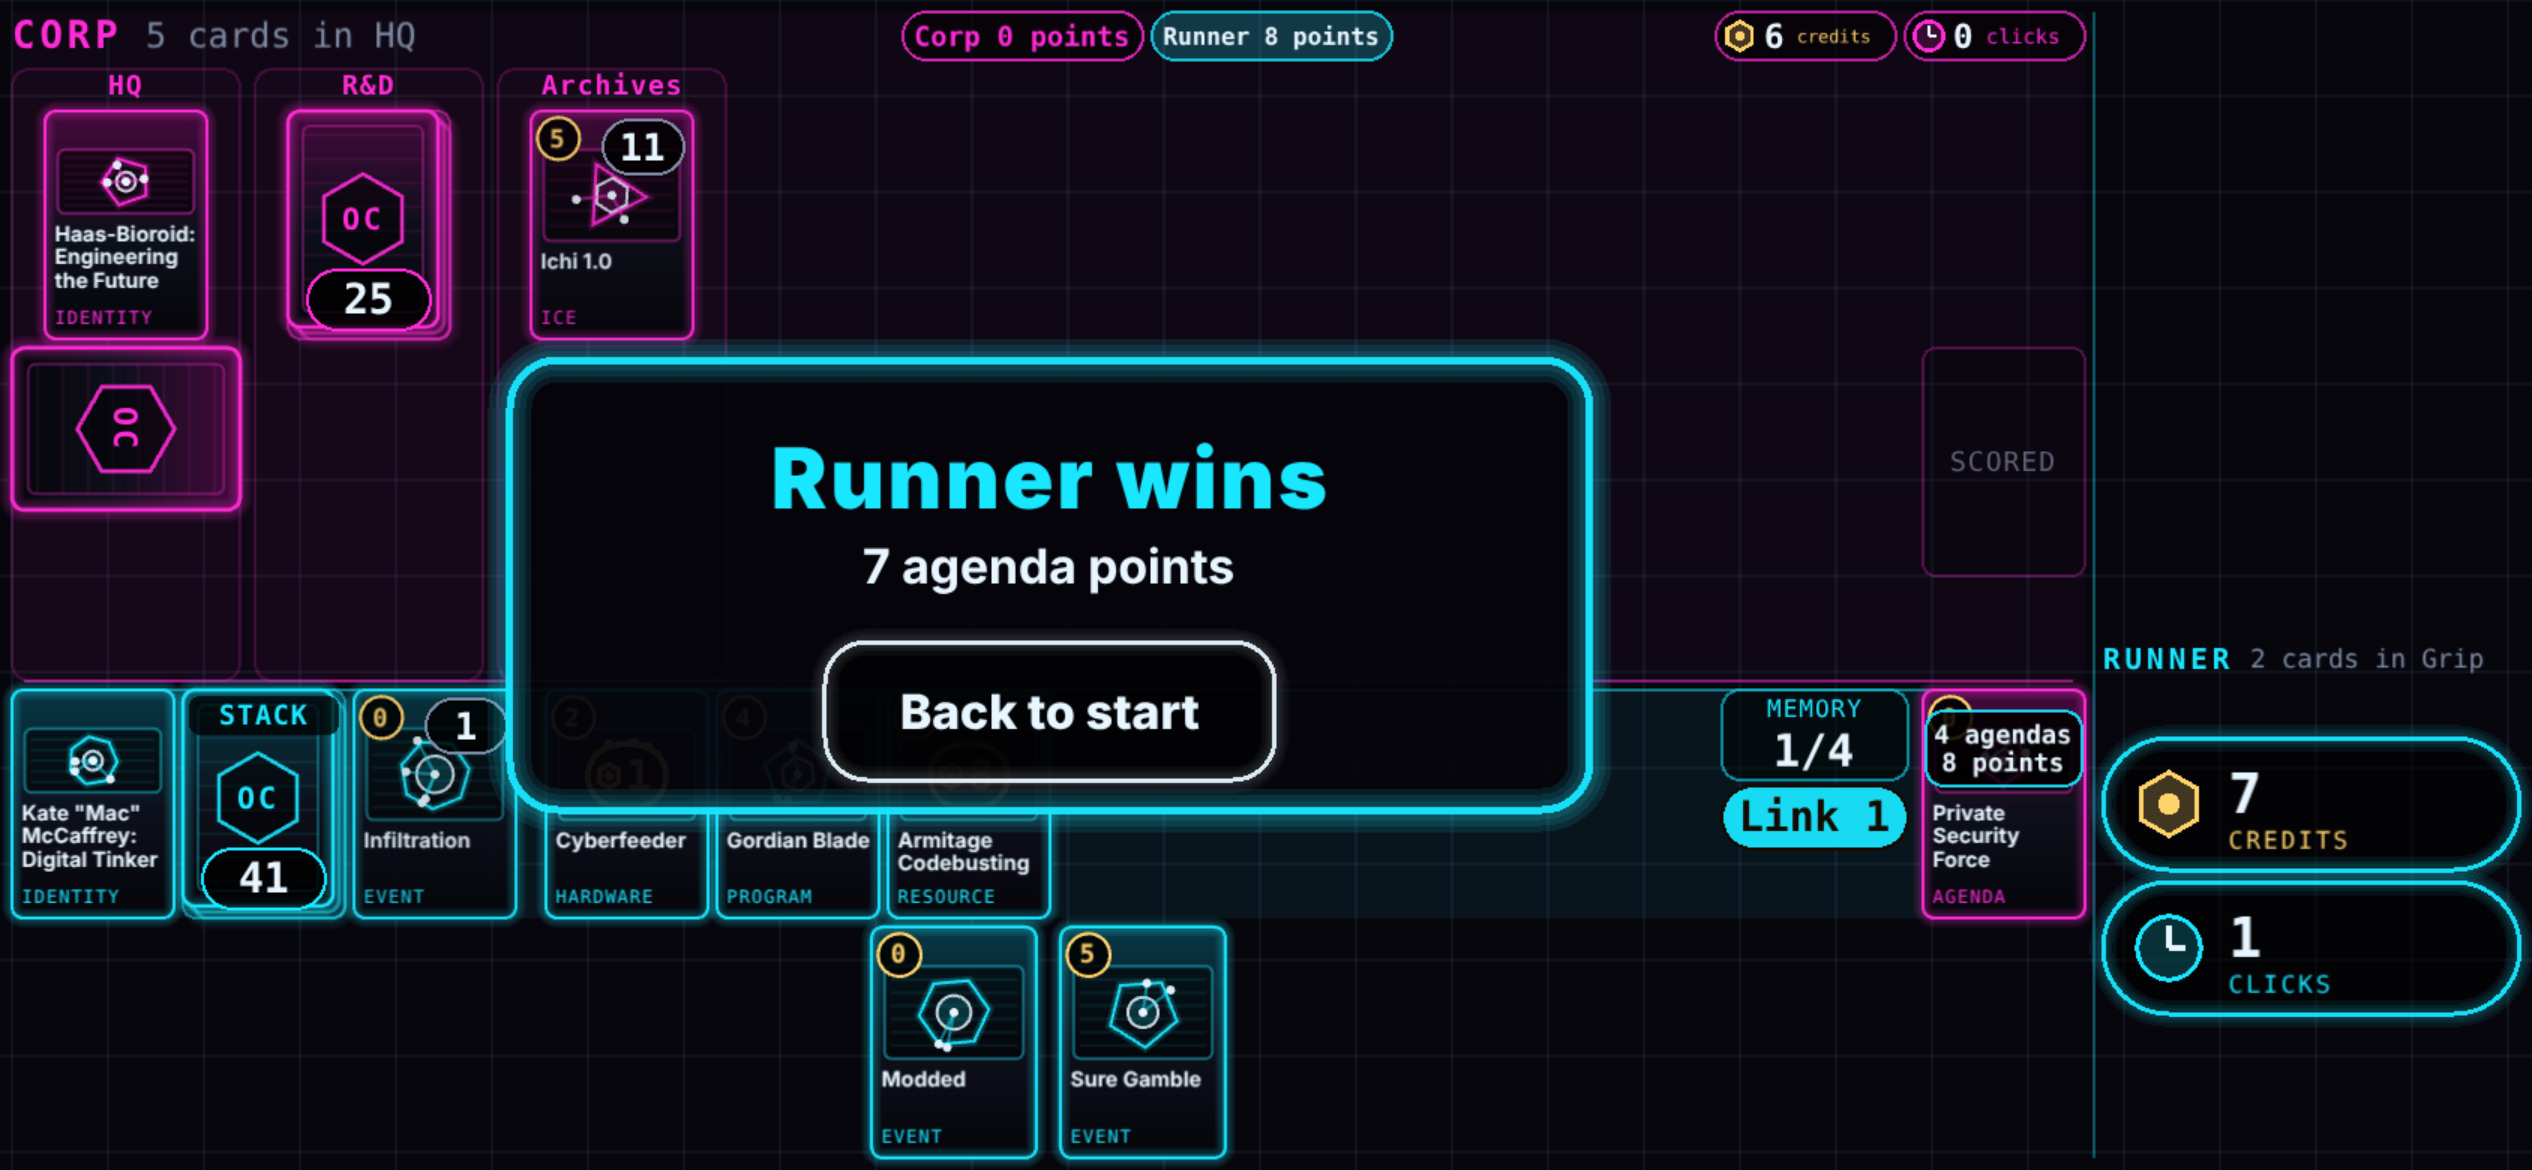 CORP 5 cards in HQ
Corp 0 points
Runner 8 points
6 credits
0 clicks
HQ
R&D
Archives
Haas-Bioroid:
Engineering
the Future
IDENTITY
OC
25
5
11
Ichi 1.0
ICE
OC
SCORED
Runner wins
7 agenda points
Back to start
RUNNER 2 cards in Grip
Kate "Mac"
McCaffrey:
Digital Tinker
IDENTITY
STACK
OC
41
0
1
Infiltration
EVENT
2
1
Cyberfeeder
HARDWARE
4
Gordian Blade
PROGRAM
Armitage
Codebusting
RESOURCE
MEMORY
1/4
Link 1
4 agendas
8 points
Private
Security
Force
AGENDA
7
CREDITS
1
CLICKS
0
Modded
EVENT
5
Sure Gamble
EVENT